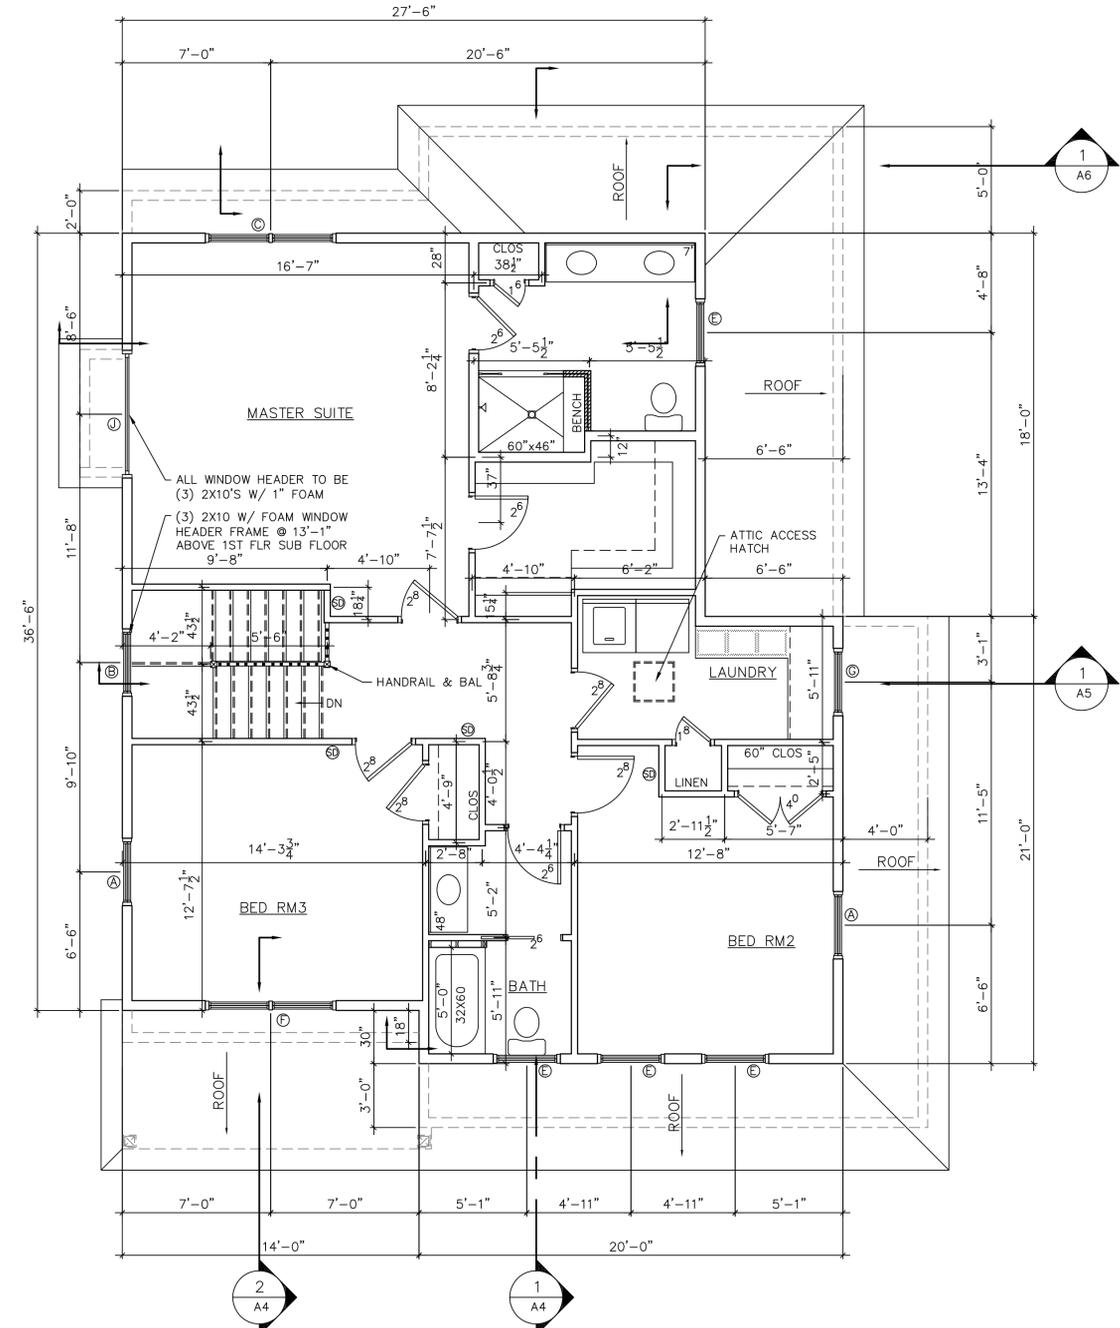 27'-6"
7'-0"
20'-6"
1
A6
5'-0"
2'-0"
ROOF
C
CLOS
38½"
7'
28"
16'-7"
4'-8"
1⁶
E
8'-6"
2⁶
5'-5½"
5'-5½"
8'-2¼"
ROOF
MASTER SUITE
BENCH
18'-0"
J
60"x46"
12"
6'-6"
ALL WINDOW HEADER TO BE
(3) 2X10'S W/ 1" FOAM
37"
13'-4"
(3) 2X10 W/ FOAM WINDOW
HEADER FRAME @ 13'-1"
ABOVE 1ST FLR SUB FLOOR
2⁶
11'-8"
7'-7½"
ATTIC ACCESS
HATCH
9'-8"
4'-10"
4'-10"
6'-2"
6'-6"
36'-6"
SD
18½"
2⁸
15½"
43½"
4'-2"
5'-6"
3'-1"
1
A5
B
HANDRAIL & BAL
5'-8¾"
2⁸
LAUNDRY
5'-11"
G
43½"
DN
SD
SD
1⁸
60" CLOS
2⁸
2⁸
4'-9"
CLOS
4'-0½"
2⁸
SD
LINEN
2'-5"
9'-10"
4⁰
11'-5"
2'-11½"
5'-7"
4'-0"
14'-3¾"
2'-8"
4'-4¼"
12'-8"
21'-0"
ROOF
2⁶
A
12'-7½"
48"
5'-2"
BED RM3
A
6'-6"
BED RM2
2⁶
BATH
5'-0"
32X60
5'-11"
6'-6"
F
30"
18"
E
E
E
ROOF
3'-0"
ROOF
7'-0"
7'-0"
5'-1"
4'-11"
4'-11"
5'-1"
14'-0"
20'-0"
2
A4
1
A4